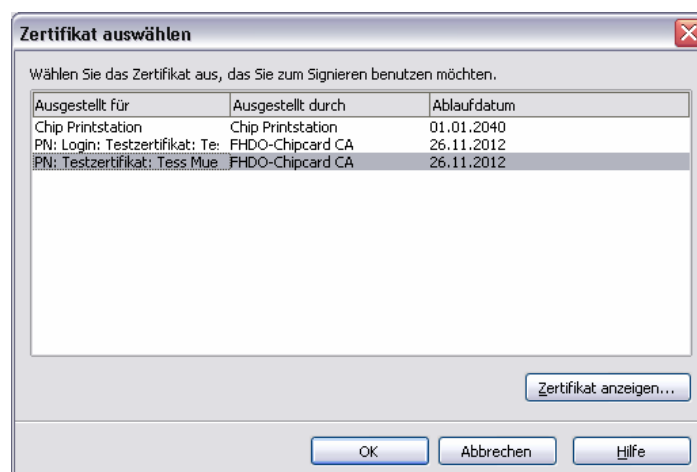 Zertifikat auswählen
Wählen Sie das Zertifikat aus, das Sie zum Signieren benutzen möchten.
Ausgestellt für Ausgestellt durch Ablaufdatum
Chip Printstation Chip Printstation 01.01.2040
PN: Login: Testzertifikat: Te: FHDO-Chipcard CA 26.11.2012
PN: Testzertifikat: Tess Mue FHDO-Chipcard CA 26.11.2012
Zertifikat anzeigen...
OK Abbrechen Hilfe